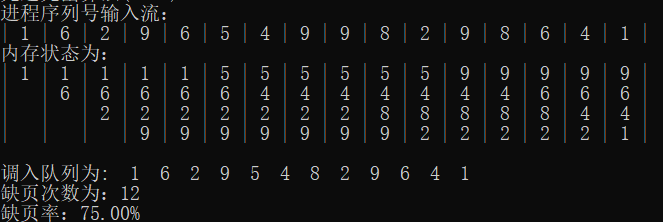 进程序列号输入流：
| 1 | 6 | 2 | 9 | 6 | 5 | 4 | 9 | 9 | 8 | 2 | 9 | 8 | 6 | 4 | 1 |
内存状态为：
| 1 | 1 | 1 | 1 | 1 | 5 | 5 | 5 | 5 | 5 | 5 | 9 | 9 | 9 | 9 | 9 |
| | 6 | 6 | 6 | 6 | 6 | 4 | 4 | 4 | 4 | 4 | 4 | 4 | 6 | 6 | 6 |
| | | 2 | 2 | 2 | 2 | 2 | 2 | 2 | 8 | 8 | 8 | 8 | 8 | 4 | 4 |
| | | | 9 | 9 | 9 | 9 | 9 | 9 | 9 | 2 | 2 | 2 | 2 | 2 | 1 |
调入队列为: 1 6 2 9 5 4 8 2 9 6 4 1
缺页次数为：12
缺页率：75.00%